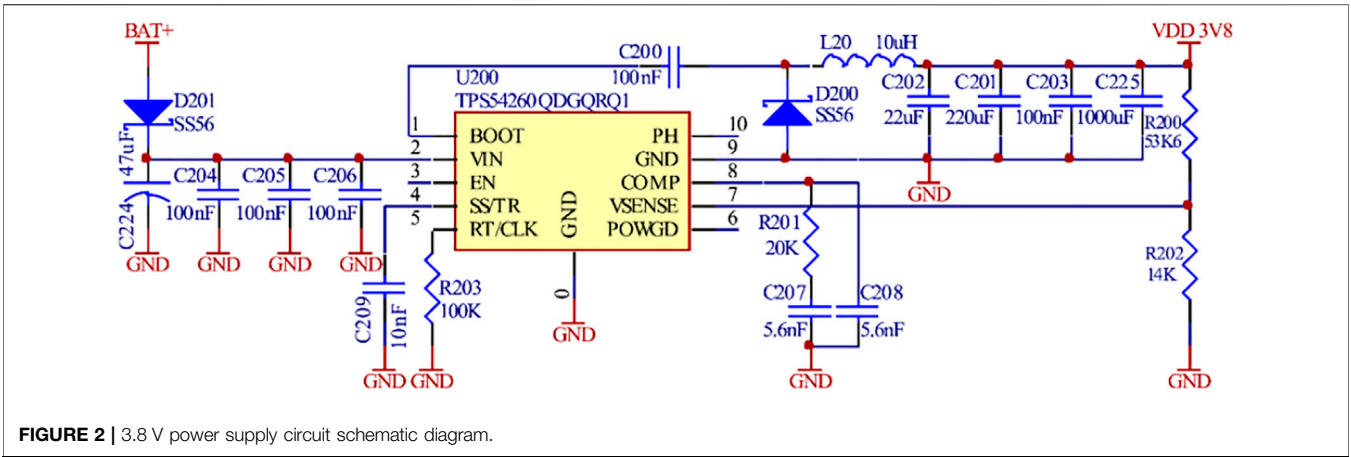 BAT+
VDD 3V8
C200
100nF
L20 10uH
U200
TPS54260QDGQRQ1
D201
SS56
D200
SS56
C202
22uF
C201
220uF
C203
100nF
C225
1000uF
R200
53K6
47uF
C224
C204
100nF
C205
100nF
C206
100nF
1 BOOT
2 VIN
3 EN
4 SS/TR
5 RT/CLK
GND
PH 10
GND 9
COMP 8
VSENSE 7
POWGD 6
0
GND
GND
GND
GND
GND
GND
R201
20K
R202
14K
C209
10nF
R203
100K
C207
5.6nF
C208
5.6nF
GND
GND
GND
GND
FIGURE 2 | 3.8 V power supply circuit schematic diagram.